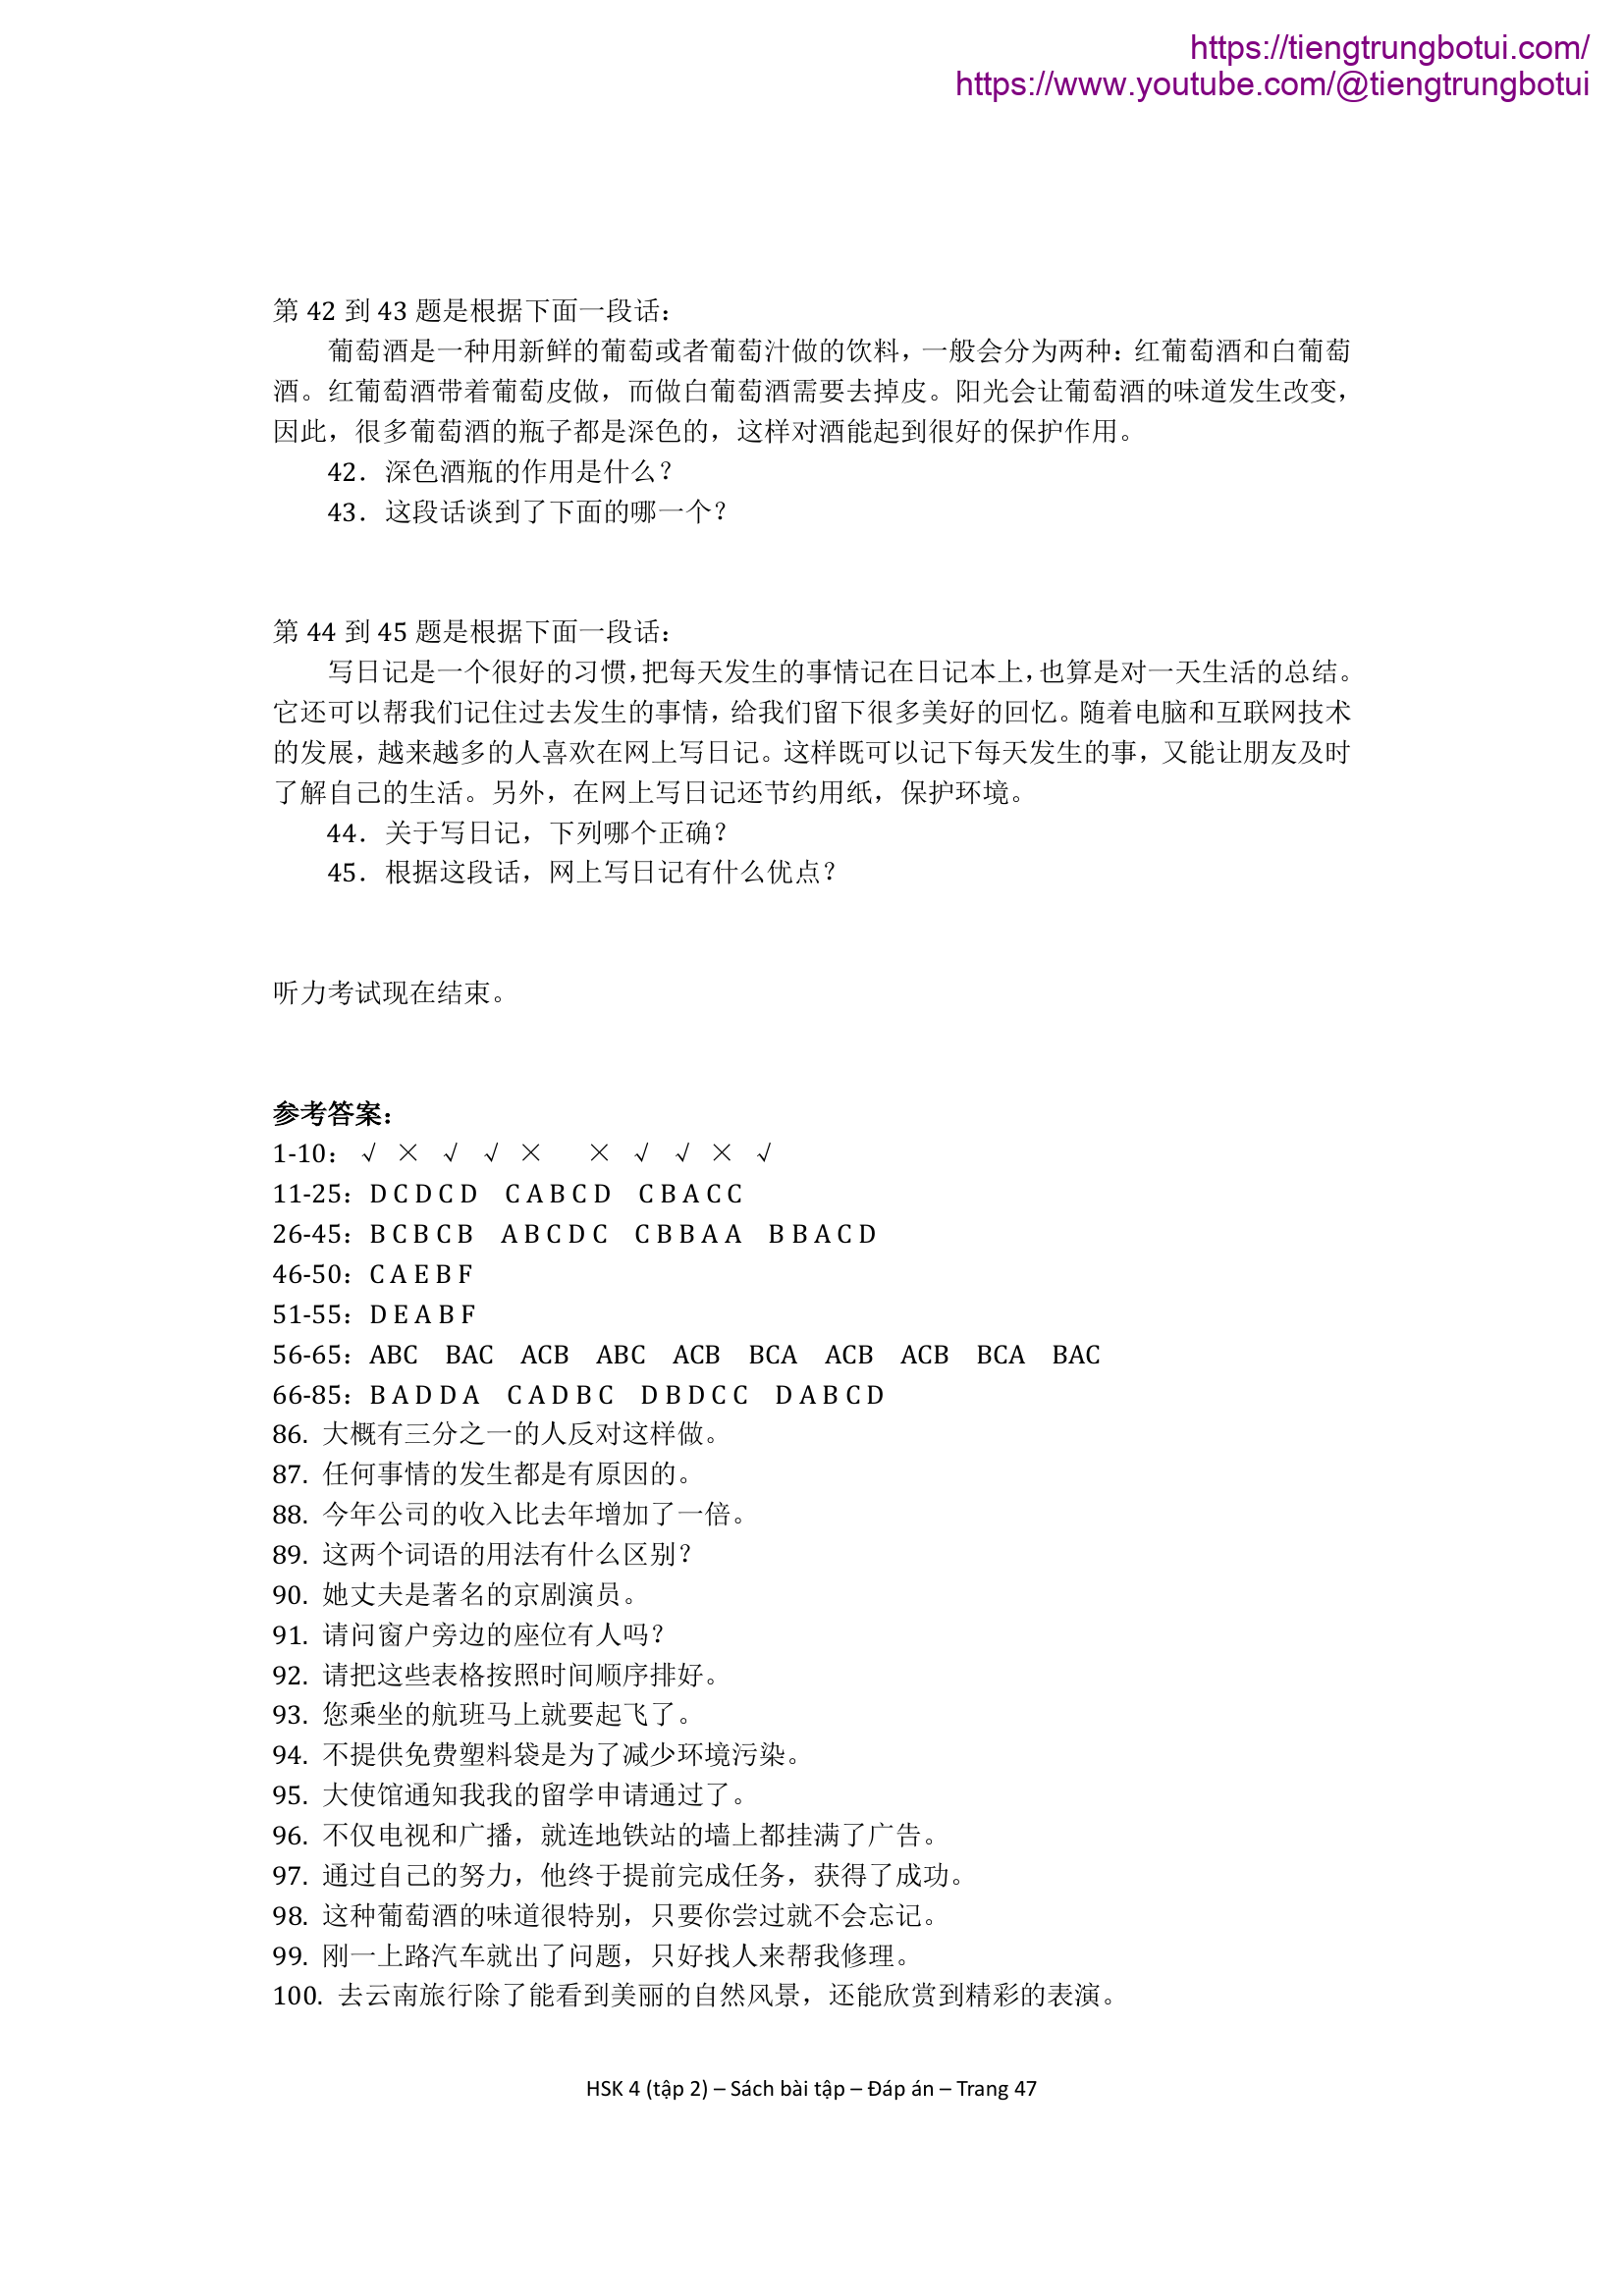 https://tiengtrungbotui.com/
https://www.youtube.com/@tiengtrungbotui
第 42 到 43 题是根据下面一段话：
葡萄酒是一种用新鲜的葡萄或者葡萄汁做的饮料，一般会分为两种：红葡萄酒和白葡萄
酒。红葡萄酒带着葡萄皮做，而做白葡萄酒需要去掉皮。阳光会让葡萄酒的味道发生改变，
因此，很多葡萄酒的瓶子都是深色的，这样对酒能起到很好的保护作用。
42．深色酒瓶的作用是什么？
43．这段话谈到了下面的哪一个？
第 44 到 45 题是根据下面一段话：
写日记是一个很好的习惯，把每天发生的事情记在日记本上，也算是对一天生活的总结。
它还可以帮我们记住过去发生的事情，给我们留下很多美好的回忆。随着电脑和互联网技术
的发展，越来越多的人喜欢在网上写日记。这样既可以记下每天发生的事，又能让朋友及时
了解自己的生活。另外，在网上写日记还节约用纸，保护环境。
44．关于写日记，下列哪个正确？
45．根据这段话，网上写日记有什么优点？
听力考试现在结束。
参考答案：
1-10：√ × √ √ × × √ √ × √
11-25：D C D C D C A B C D C B A C C
26-45：B C B C B A B C D C C B B A A B B A C D
46-50：C A E B F
51-55：D E A B F
56-65：ABC BAC ACB ABC ACB BCA ACB ACB BCA BAC
66-85：B A D D A C A D B C D B D C C D A B C D
86. 大概有三分之一的人反对这样做。
87. 任何事情的发生都是有原因的。
88. 今年公司的收入比去年增加了一倍。
89. 这两个词语的用法有什么区别？
90. 她丈夫是著名的京剧演员。
91. 请问窗户旁边的座位有人吗？
92. 请把这些表格按照时间顺序排好。
93. 您乘坐的航班马上就要起飞了。
94. 不提供免费塑料袋是为了减少环境污染。
95. 大使馆通知我我的留学申请通过了。
96. 不仅电视和广播，就连地铁站的墙上都挂满了广告。
97. 通过自己的努力，他终于提前完成任务，获得了成功。
98. 这种葡萄酒的味道很特别，只要你尝过就不会忘记。
99. 刚一上路汽车就出了问题，只好找人来帮我修理。
100. 去云南旅行除了能看到美丽的自然风景，还能欣赏到精彩的表演。
HSK 4 (tập 2) – Sách bài tập – Đáp án – Trang 47